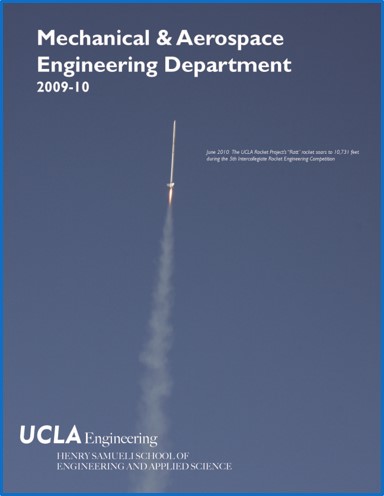 Mechanical & Aerospace
Engineering Department
2009-10
June 2010: The UCLA Rocket Project's "Ratt" rocket soars to 10,731 feet
during the 5th Intercollegiate Rocket Engineering Competition
UCLA Engineering
HENRY SAMUELI SCHOOL OF
ENGINEERING AND APPLIED SCIENCE